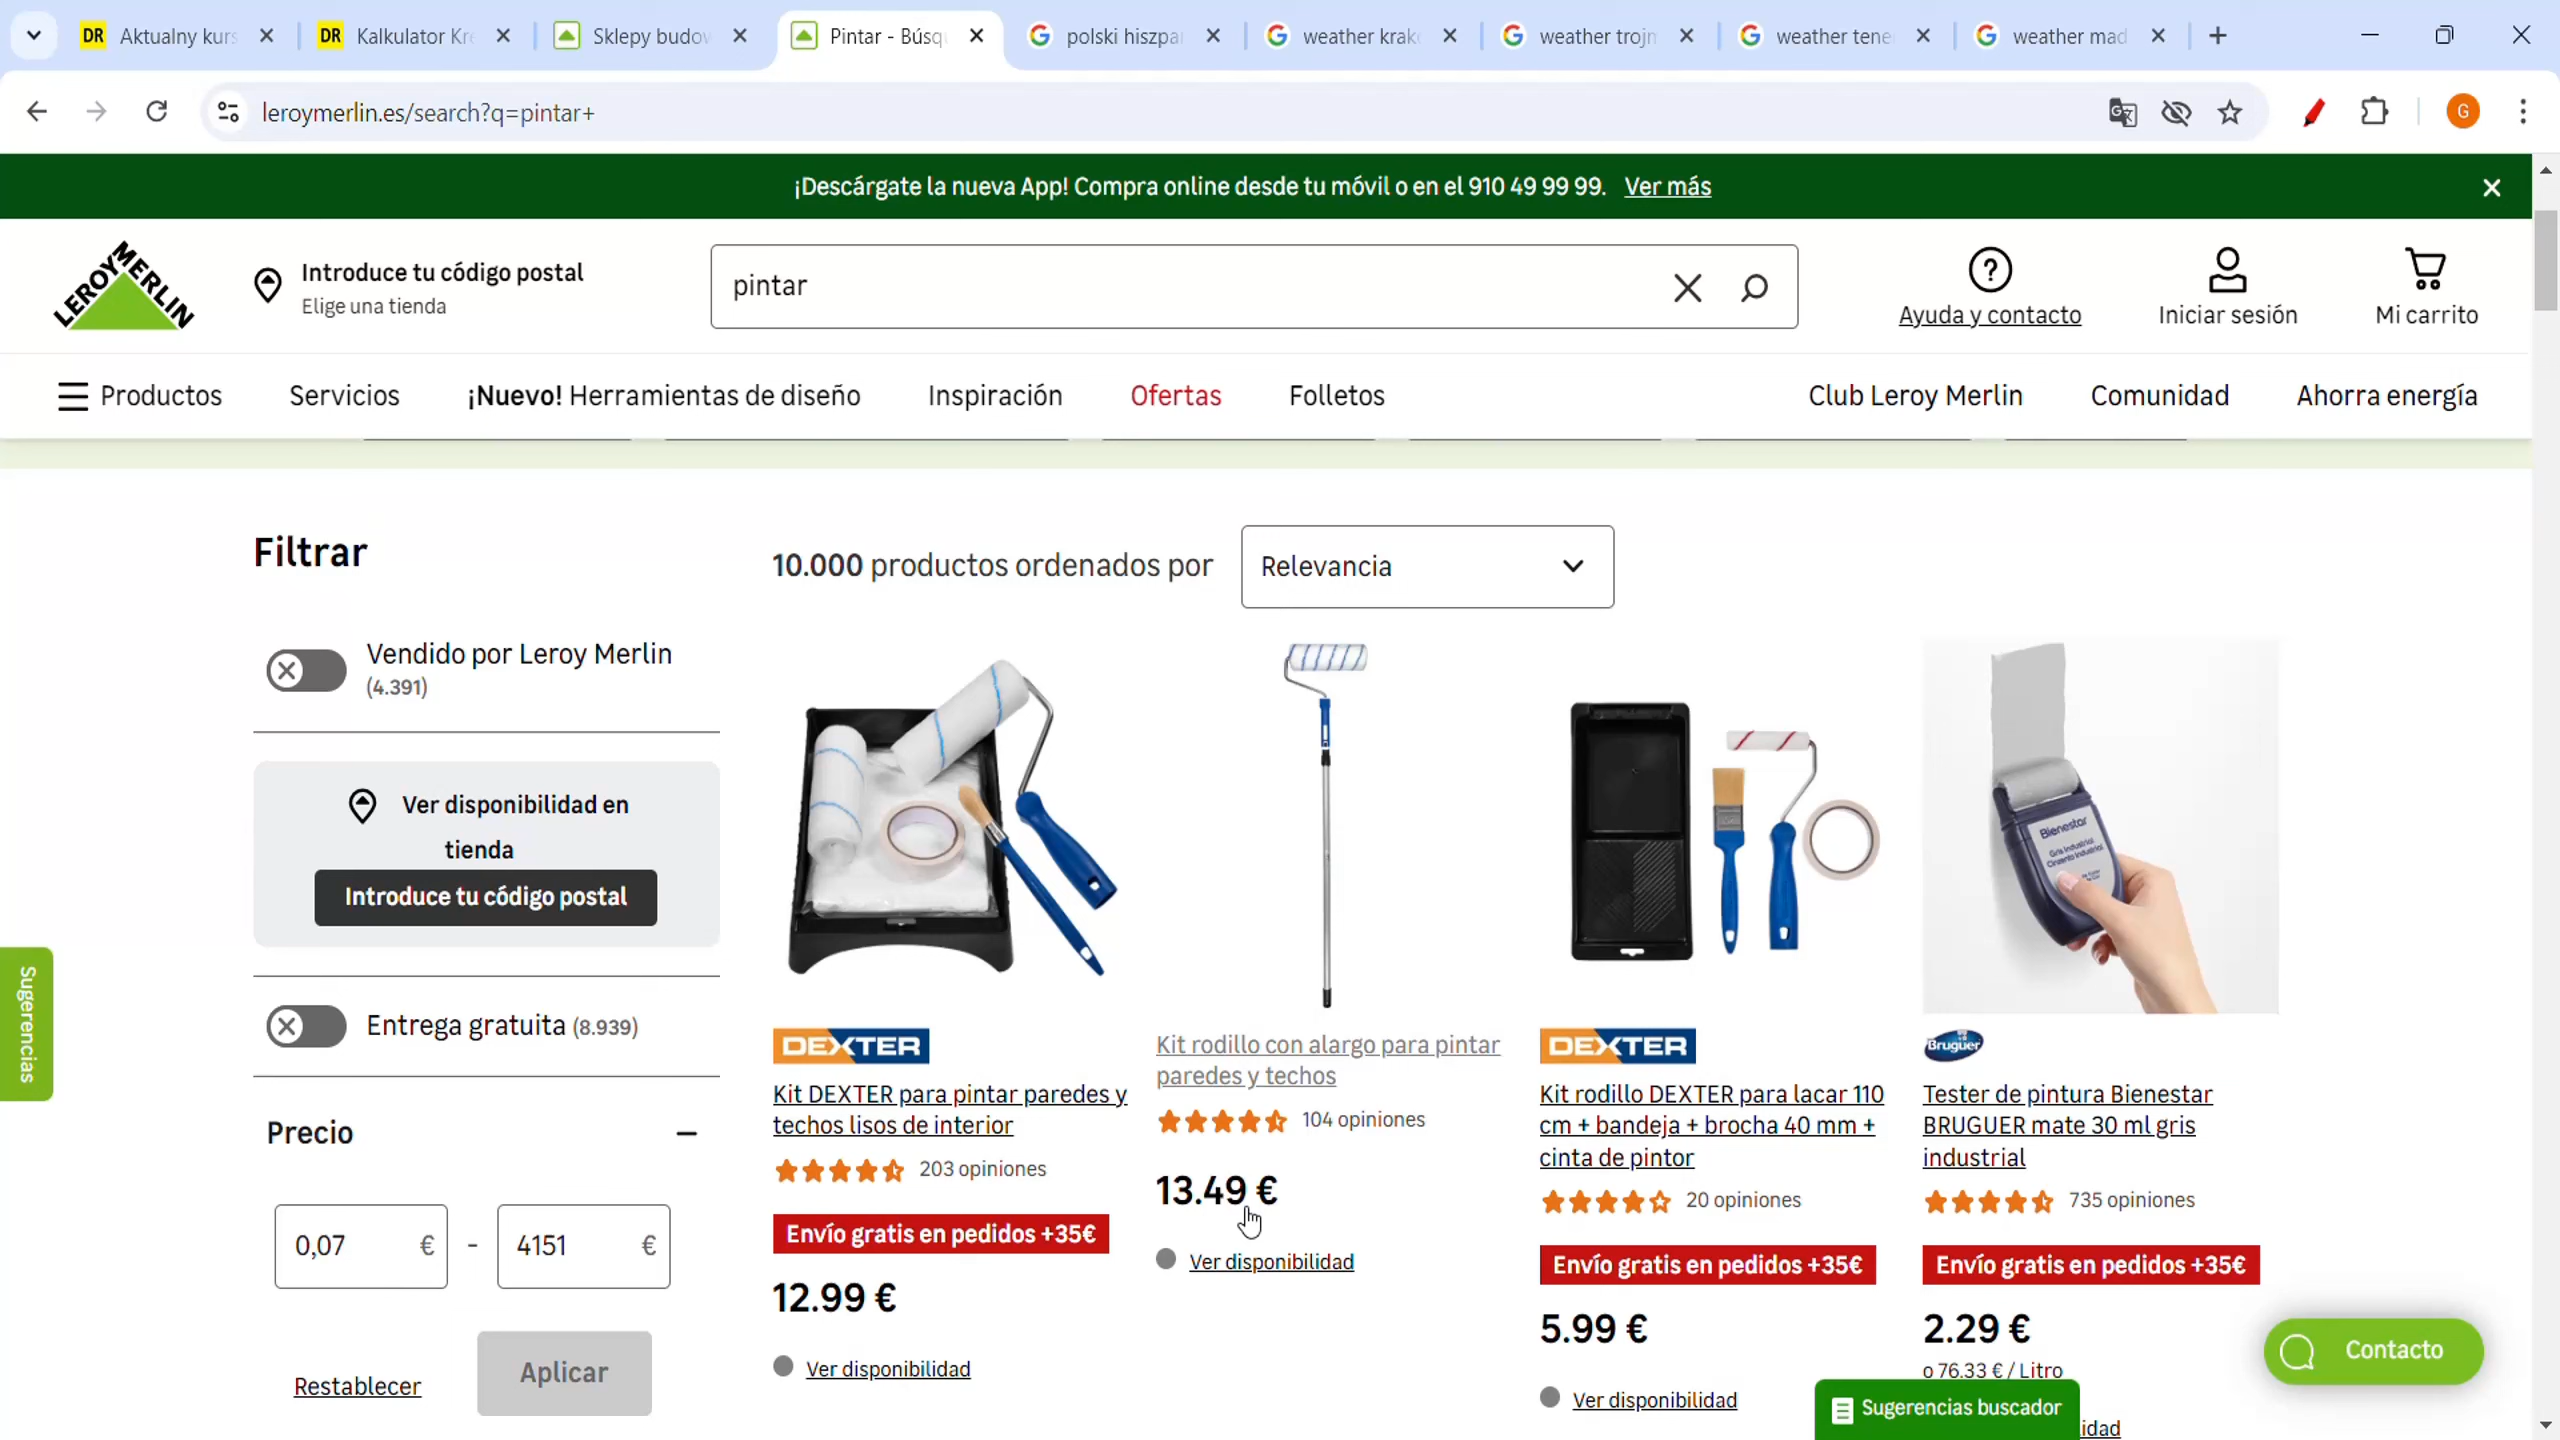 Aktualny kurs
Kalkulator Kre
Sklepy budow
Pintar - Búsqu
polski hiszpa
weather krak
weather trojm
weather tene
weather mad
leroymerlin.es/search?q=pintar+
G
¡Descárgate la nueva App! Compra online desde tu móvil o en el 910 49 99 99. Ver más
LEROY MERLIN
Introduce tu código postal
Elige una tienda
pintar
Ayuda y contacto
Iniciar sesión
Mi carrito
Productos
Servicios
¡Nuevo! Herramientas de diseño
Inspiración
Ofertas
Folletos
Club Leroy Merlin
Comunidad
Ahorra energía
Filtrar
10.000 productos ordenados por
Relevancia
Vendido por Leroy Merlin
(4.391)
Ver disponibilidad en
tienda
Introduce tu código postal
Entrega gratuita (8.939)
Precio
0,07 €
-
4151 €
Restablecer
Aplicar
Sugerencias
DEXTER
Kit DEXTER para pintar paredes y
techos lisos de interior
203 opiniones
Envío gratis en pedidos +35€
12.99 €
Ver disponibilidad
Kit rodillo con alargo para pintar
paredes y techos
104 opiniones
13.49 €
Ver disponibilidad
DEXTER
Kit rodillo DEXTER para lacar 110
cm + bandeja + brocha 40 mm +
cinta de pintor
20 opiniones
Envío gratis en pedidos +35€
5.99 €
Ver disponibilidad
Bienestar
Gris Industrial
Cinzento Industrial
Bruguer
Tester de pintura Bienestar
BRUGUER mate 30 ml gris
industrial
735 opiniones
Envío gratis en pedidos +35€
2.29 €
o 76.33 € / Litro
idad
Contacto
Sugerencias buscador